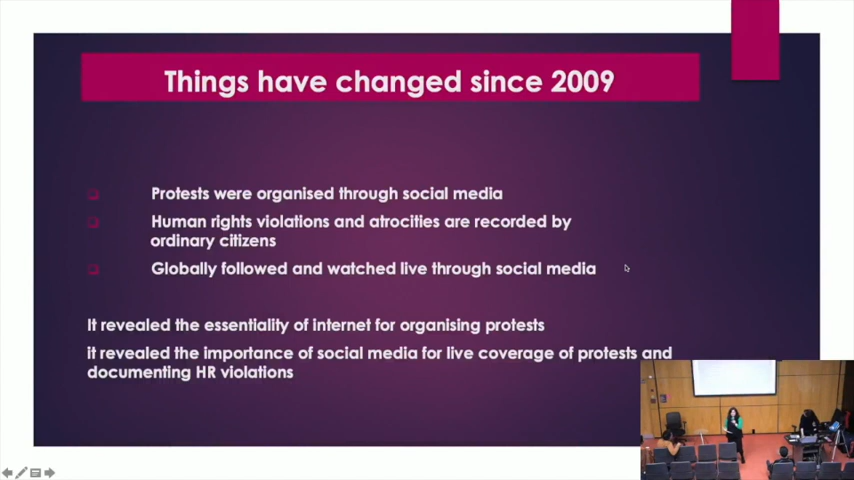 Things have changed since 2009
Protests were organised through social media
Human rights violations and atrocities are recorded by
ordinary citizens
Globally followed and watched live through social media
It revealed the essentiality of internet for organising protests
it revealed the importance of social media for live coverage of protests and
documenting HR violations